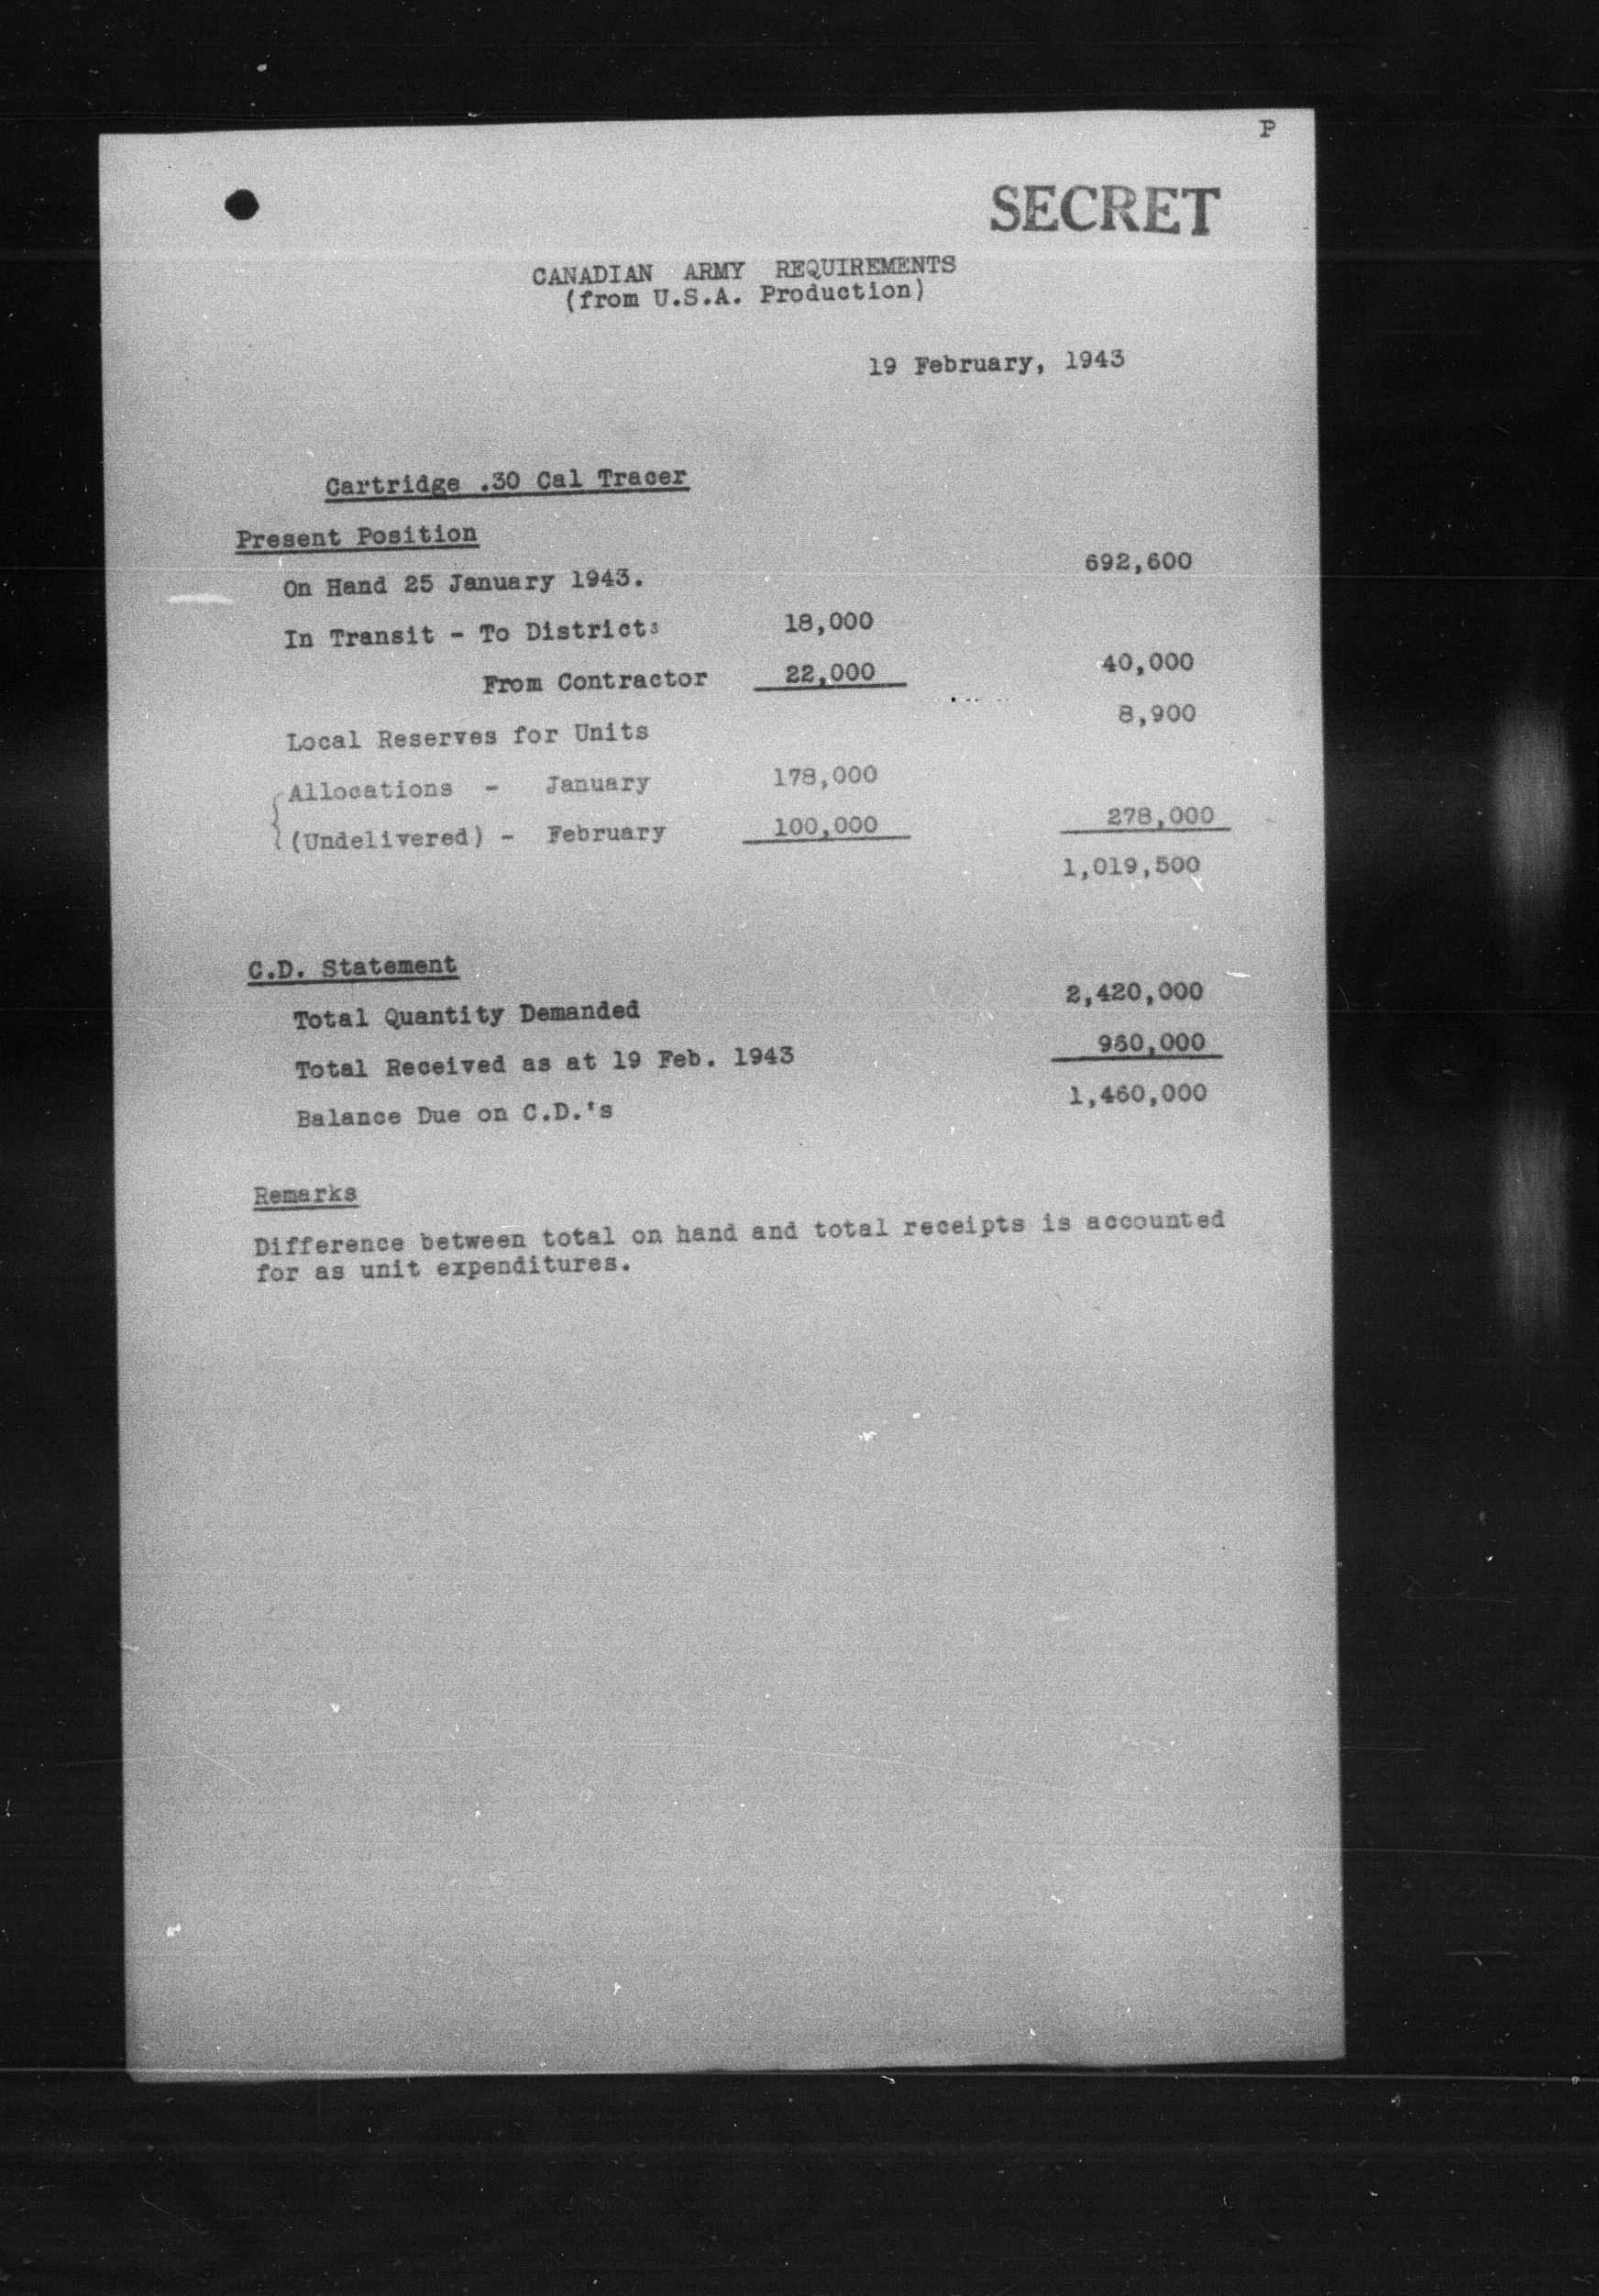 P
SECRET
CANADIAN ARMY REQUIREMENTS
(from U.S.A. Production)
19 February, 1943
Cartridge .30 Cal Tracer
Present Position
On Hand 25 January 1943. 692,600
In Transit - To Districts 18,000
From Contractor 22,000 40,000
Local Reserves for Units 8,900
Allocations - January 178,000
(Undelivered) - February 100,000 278,000
1,019,500
C.D. Statement
Total Quantity Demanded 2,420,000
Total Received as at 19 Feb. 1943 960,000
Balance Due on C.D.'s 1,460,000
Remarks
Difference between total on hand and total receipts is accounted
for as unit expenditures.